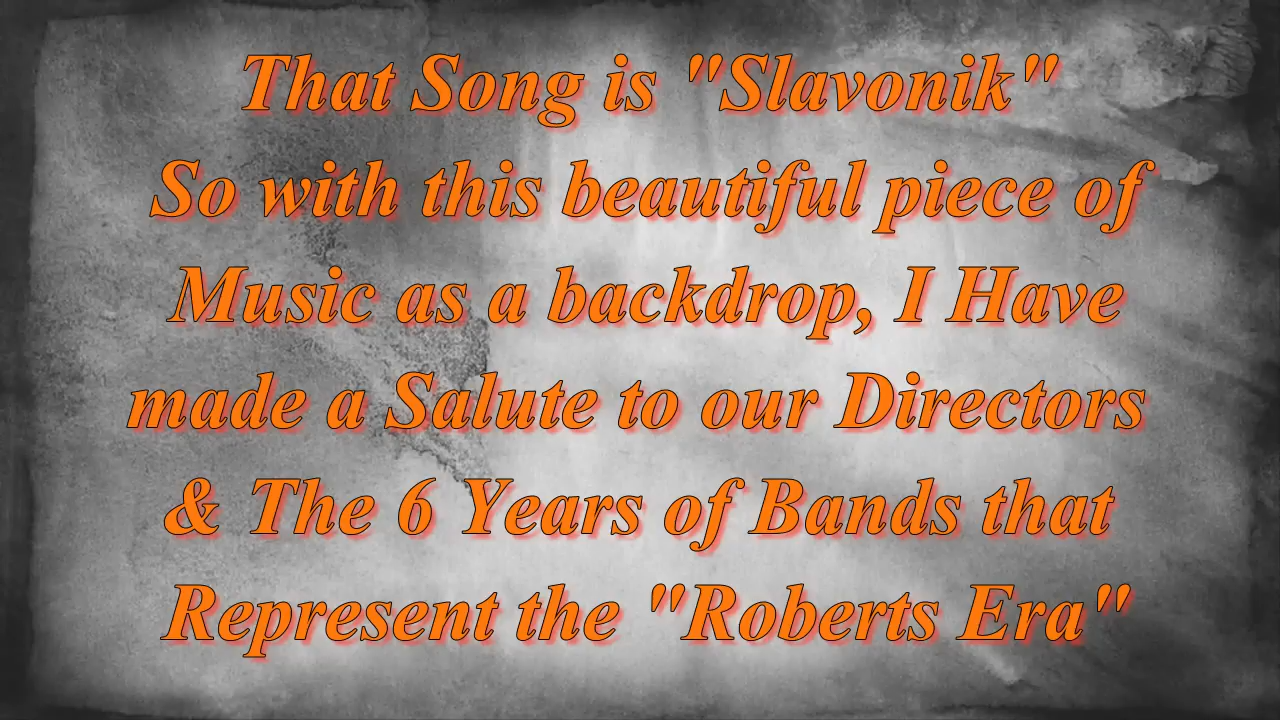 That Song is "Slavonik"
So with this beautiful piece of
Music as a backdrop, I Have
made a Salute to our Directors
& The 6 Years of Bands that
Represent the "Roberts Era"